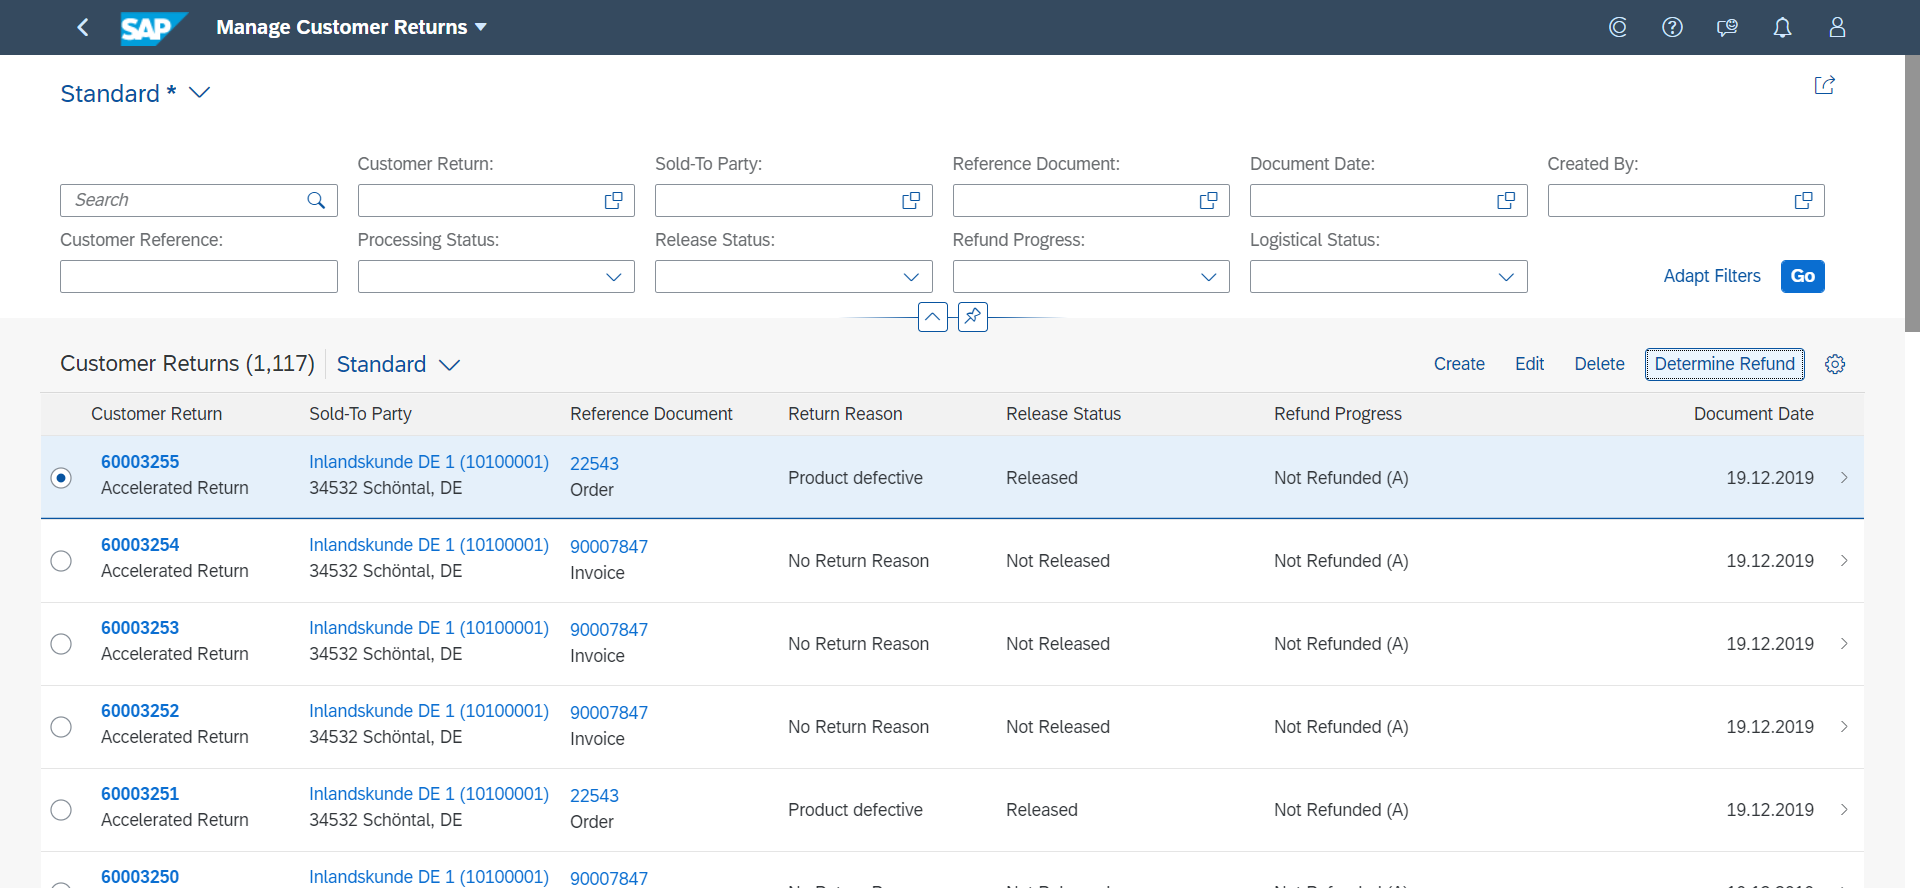 SAP Manage Customer Returns
Standard *
Customer Return: Sold-To Party: Reference Document: Document Date: Created By:
Search
Customer Reference: Processing Status: Release Status: Refund Progress: Logistical Status:
Adapt Filters Go
Customer Returns (1,117) Standard Create Edit Delete Determine Refund
Customer Return Sold-To Party Reference Document Return Reason Release Status Refund Progress Document Date
60003255 Inlandskunde DE 1 (10100001) 22543
Product defective Released Not Refunded (A) 19.12.2019
Accelerated Return 34532 Schöntal, DE Order
60003254 Inlandskunde DE 1 (10100001) 90007847
No Return Reason Not Released Not Refunded (A) 19.12.2019
Accelerated Return 34532 Schöntal, DE Invoice
60003253 Inlandskunde DE 1 (10100001) 90007847
No Return Reason Not Released Not Refunded (A) 19.12.2019
Accelerated Return 34532 Schöntal, DE Invoice
60003252 Inlandskunde DE 1 (10100001) 90007847
No Return Reason Not Released Not Refunded (A) 19.12.2019
Accelerated Return 34532 Schöntal, DE Invoice
60003251 Inlandskunde DE 1 (10100001) 22543
Product defective Released Not Refunded (A) 19.12.2019
Accelerated Return 34532 Schöntal, DE Order
60003250 Inlandskunde DE 1 (10100001) 90007847